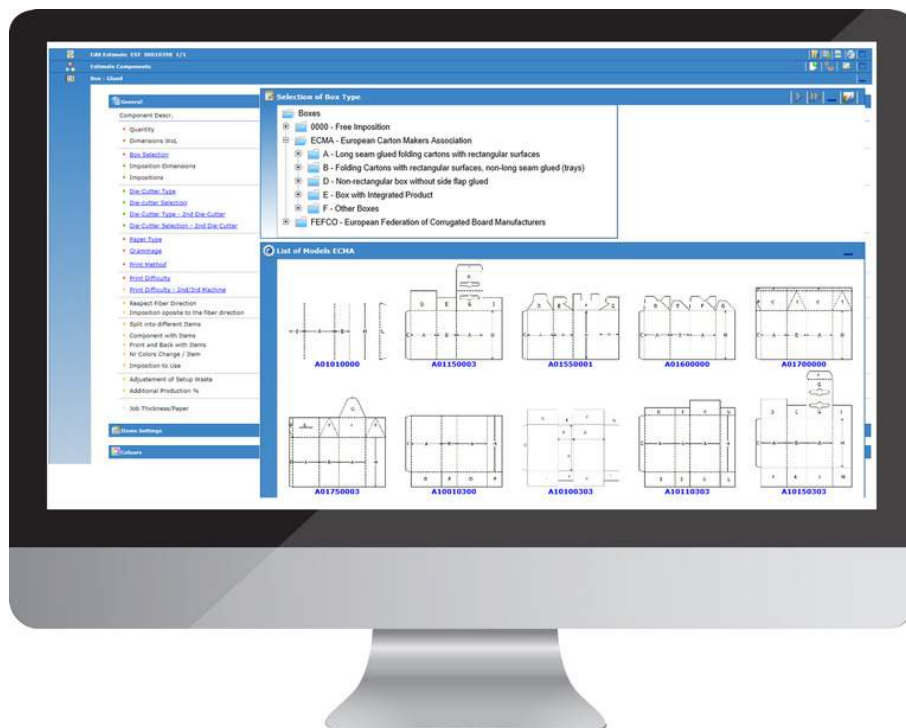 Edit Estimate EST 00010398 1/1
Estimate Components
Box - Glued
General
Component Descr.
Quantity
Dimensions WxL
Box Selection
Imposition Dimensions
Impositions
Die-Cutter Type
Die-cutter Selection
Die-Cutter Type - 2nd Die-Cutter
Die-Cutter Selection - 2nd Die-Cutter
Paper Type
Grammage
Print Method
Print Difficulty
Print Difficulty - 2nd/3rd Machine
Respect Fiber Direction
Imposition oposite to the fiber direction
Split into different Items
Component with Items
Front and Back with Items
Nr Colors Change / Item
Imposition to Use
Adjustement of Setup Waste
Additional Production %
Job Thickness/Paper
Items Settings
Colours
Selection of Box Type
Boxes
0000 - Free Imposition
ECMA - European Carton Makers Association
A - Long seam glued folding cartons with rectangular surfaces
B - Folding Cartons with rectangular surfaces, non-long seam glued (trays)
D - Non-rectangular box without side flap glued
E - Box with Integrated Product
F - Other Boxes
FEFCO - European Federation of Corrugated Board Manufacturers
List of Models ECMA
A01010000 A01150003 A01550001 A01600000 A01700000
A01750003 A10010300 A10100303 A10110303 A10150303